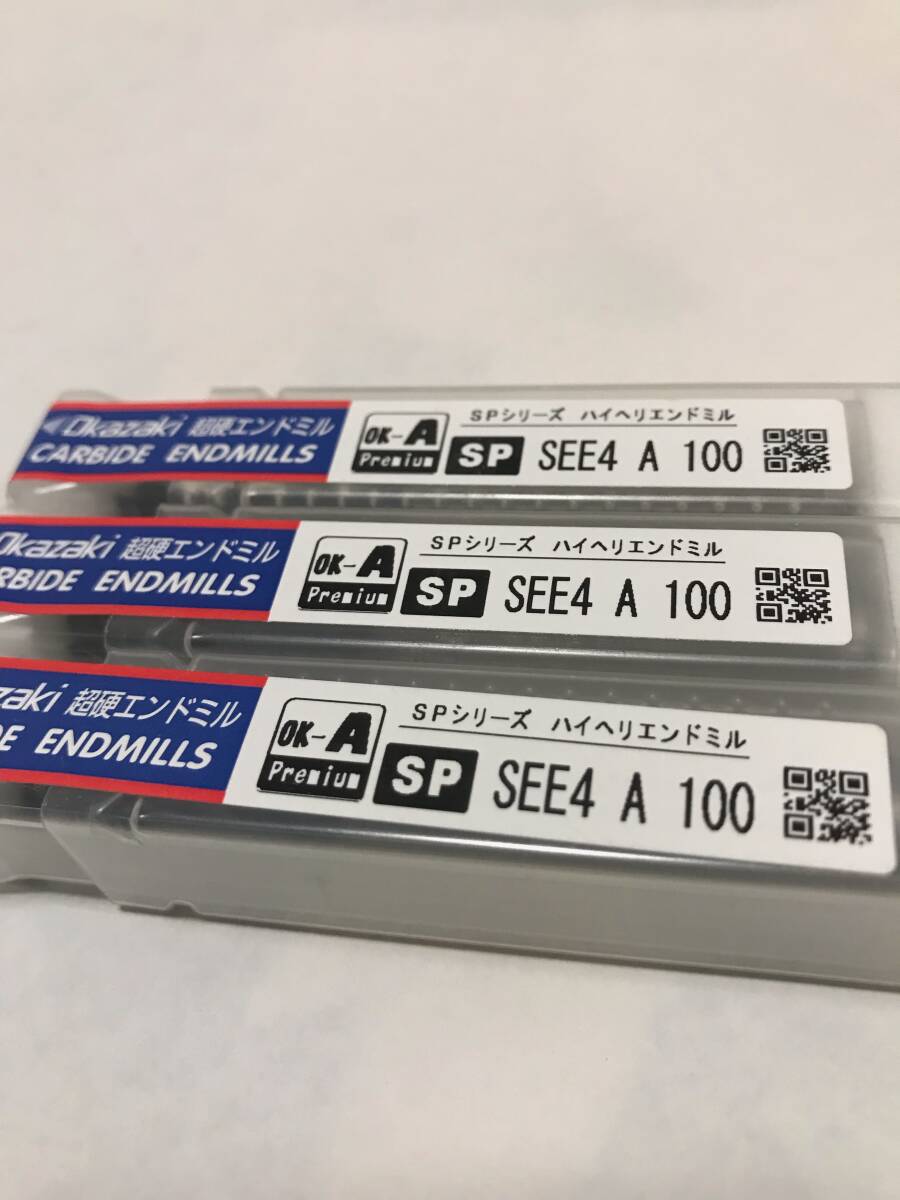 Okazaki 超硬エンドミル
CARBIDE ENDMILLS
OK-A
Premium
SPシリーズ ハイヘリエンドミル
SP SEE4 A 100
Okazaki 超硬エンドミル
RBIDE ENDMILLS
OK-A
Premium
SPシリーズ ハイヘリエンドミル
SP SEE4 A 100
zaki 超硬エンドミル
DE ENDMILLS
OK-A
Premium
SPシリーズ ハイヘリエンドミル
SP SEE4 A 100